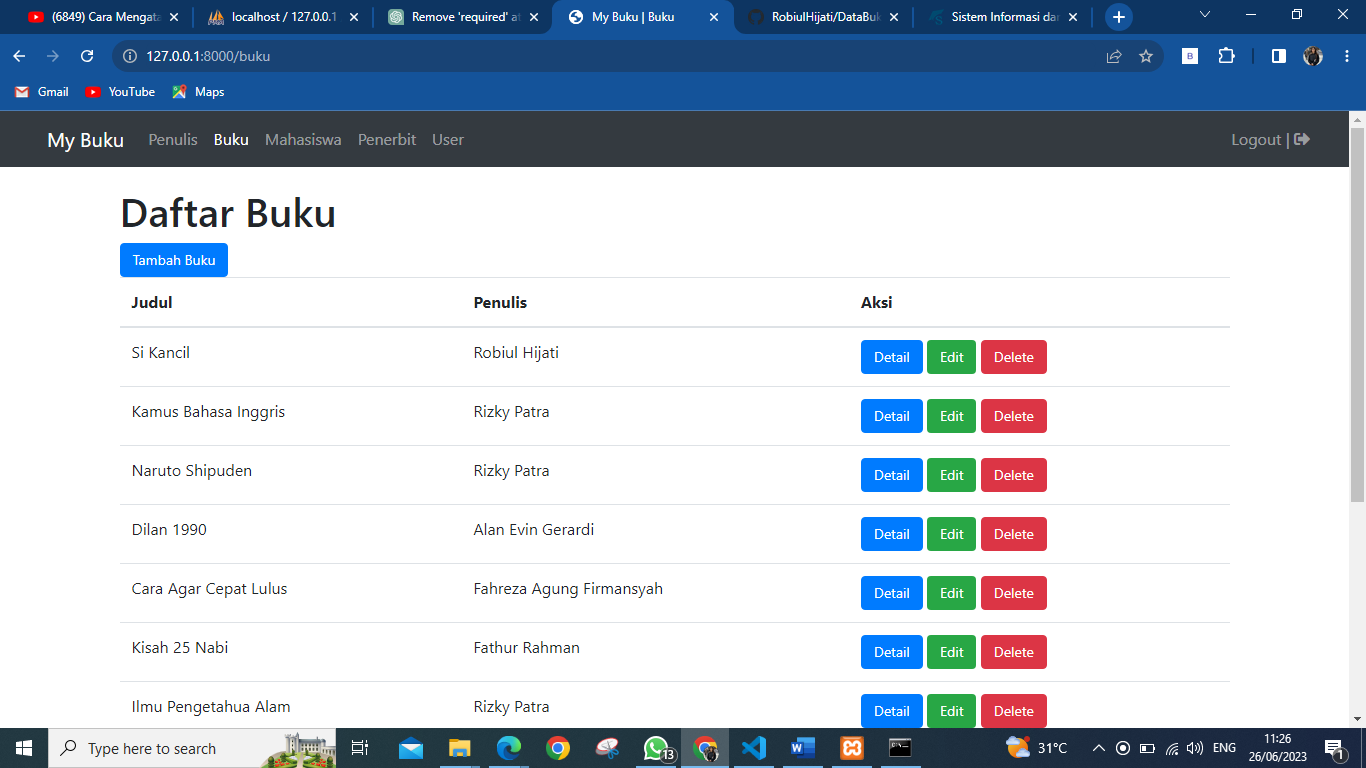 (6849) Cara Mengata
localhost / 127.0.0.1
Remove 'required' at
My Buku | Buku
RobiulHijati/DataBuk
Sistem Informasi dan
127.0.0.1:8000/buku
B
Gmail
YouTube
Maps
My Buku Penulis Buku Mahasiswa Penerbit User Logout |
Daftar Buku
Tambah Buku
Judul Penulis Aksi
Si Kancil Robiul Hijati Detail Edit Delete
Kamus Bahasa Inggris Rizky Patra Detail Edit Delete
Naruto Shipuden Rizky Patra Detail Edit Delete
Dilan 1990 Alan Evin Gerardi Detail Edit Delete
Cara Agar Cepat Lulus Fahreza Agung Firmansyah Detail Edit Delete
Kisah 25 Nabi Fathur Rahman Detail Edit Delete
Ilmu Pengetahua Alam Rizky Patra Detail Edit Delete
Type here to search
13
31°C
ENG
11:26
26/06/2023
1